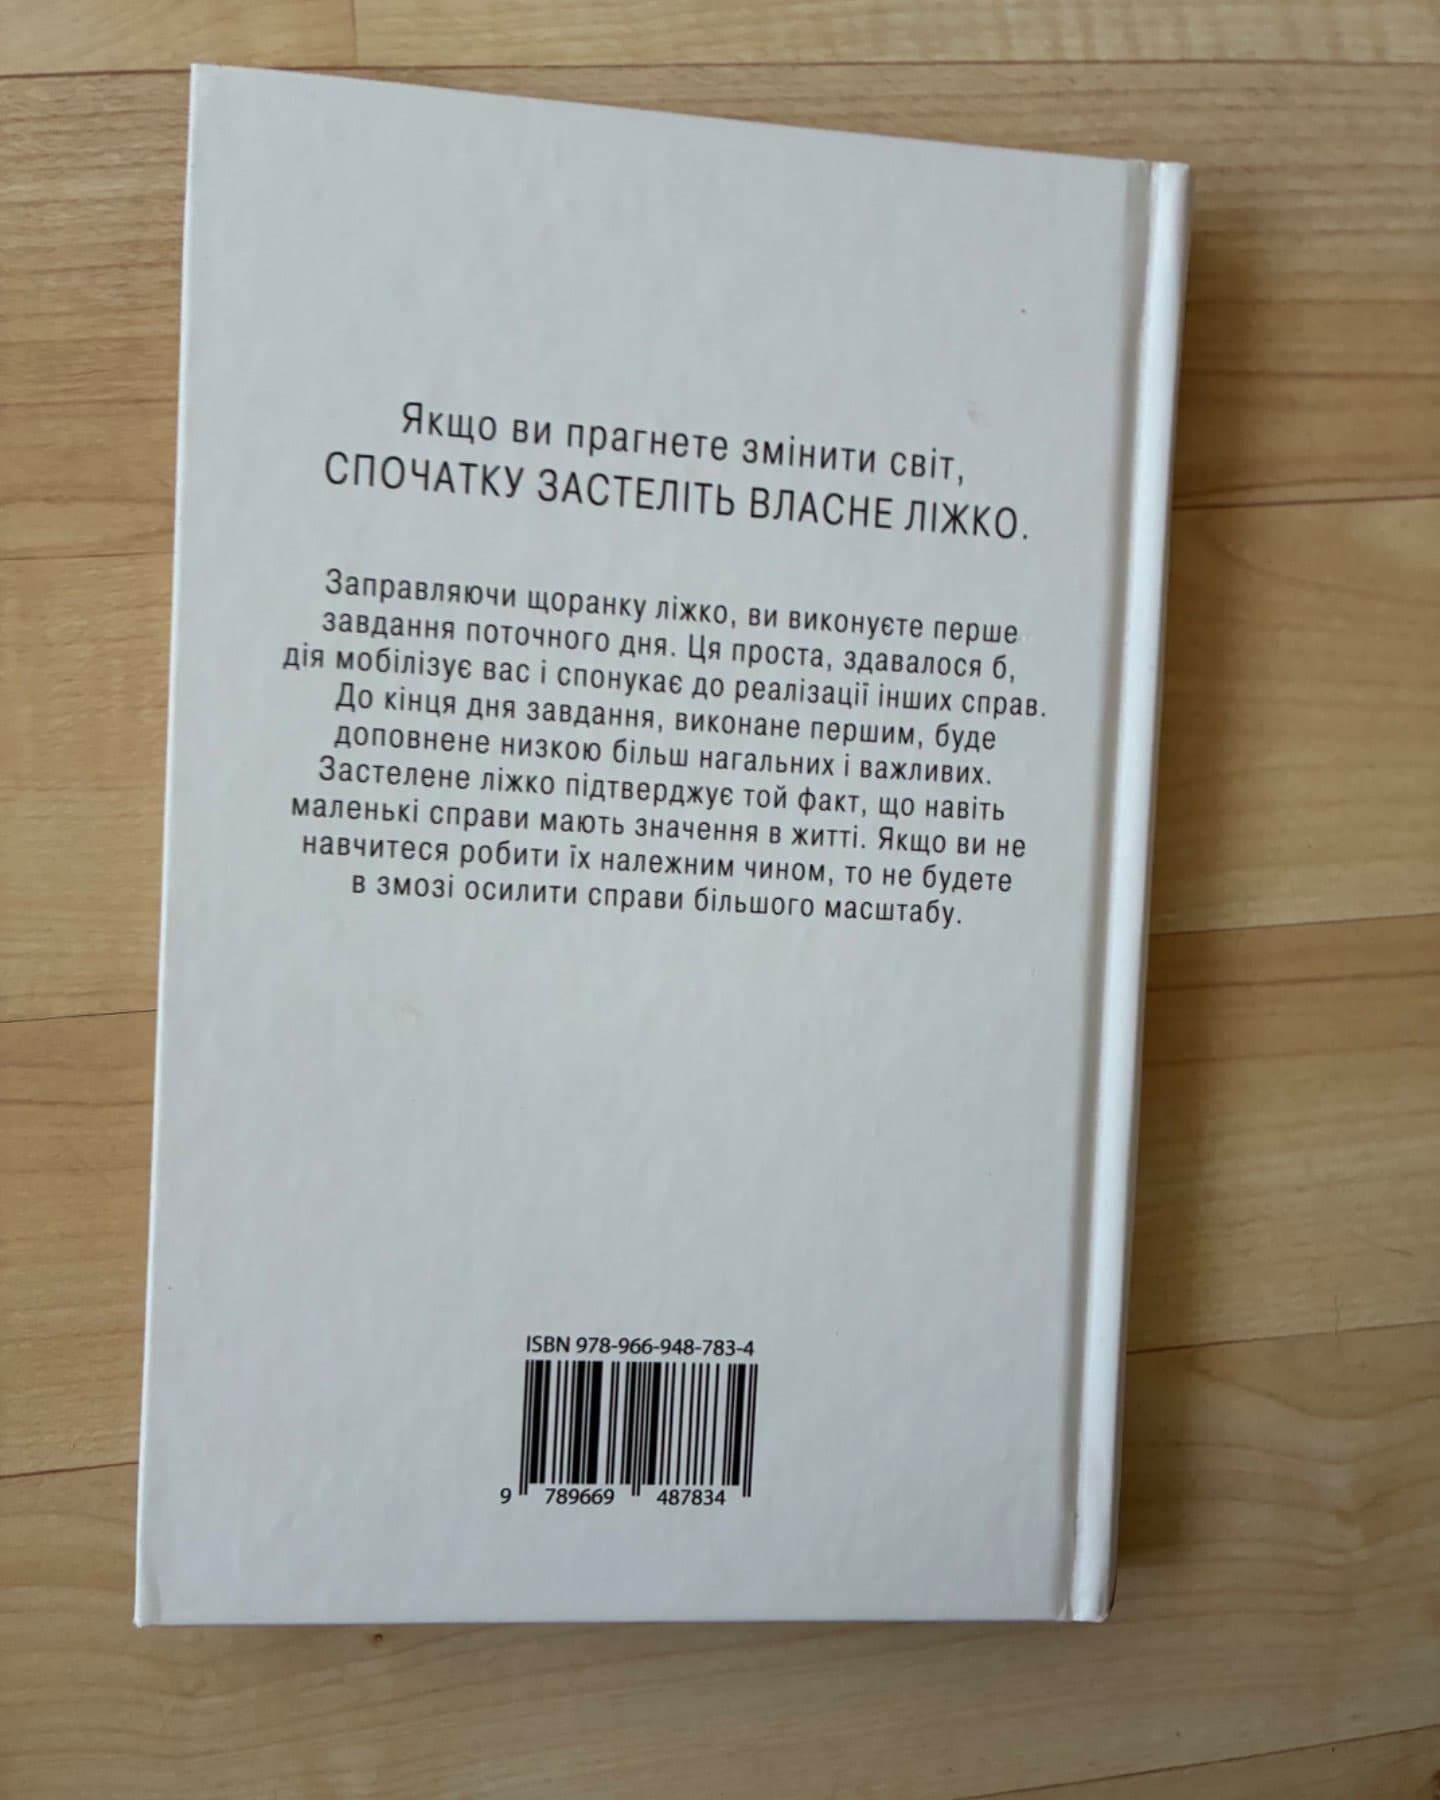 Якщо ви прагнете змінити світ,
СПОЧАТКУ ЗАСТЕЛІТЬ ВЛАСНЕ ЛІЖКО.
Заправляючи щоранку ліжко, ви виконуєте перше
завдання поточного дня. Ця проста, здавалося б,
дія мобілізує вас і спонукає до реалізації інших справ.
До кінця дня завдання, виконане першим, буде
доповнене низкою більш нагальних і важливих.
Застелене ліжко підтверджує той факт, що навіть
маленькі справи мають значення в житті. Якщо ви не
навчитеся робити їх належним чином, то не будете
в змозі осилити справи більшого масштабу.
ISBN 978-966-948-783-4
9 789669 487834